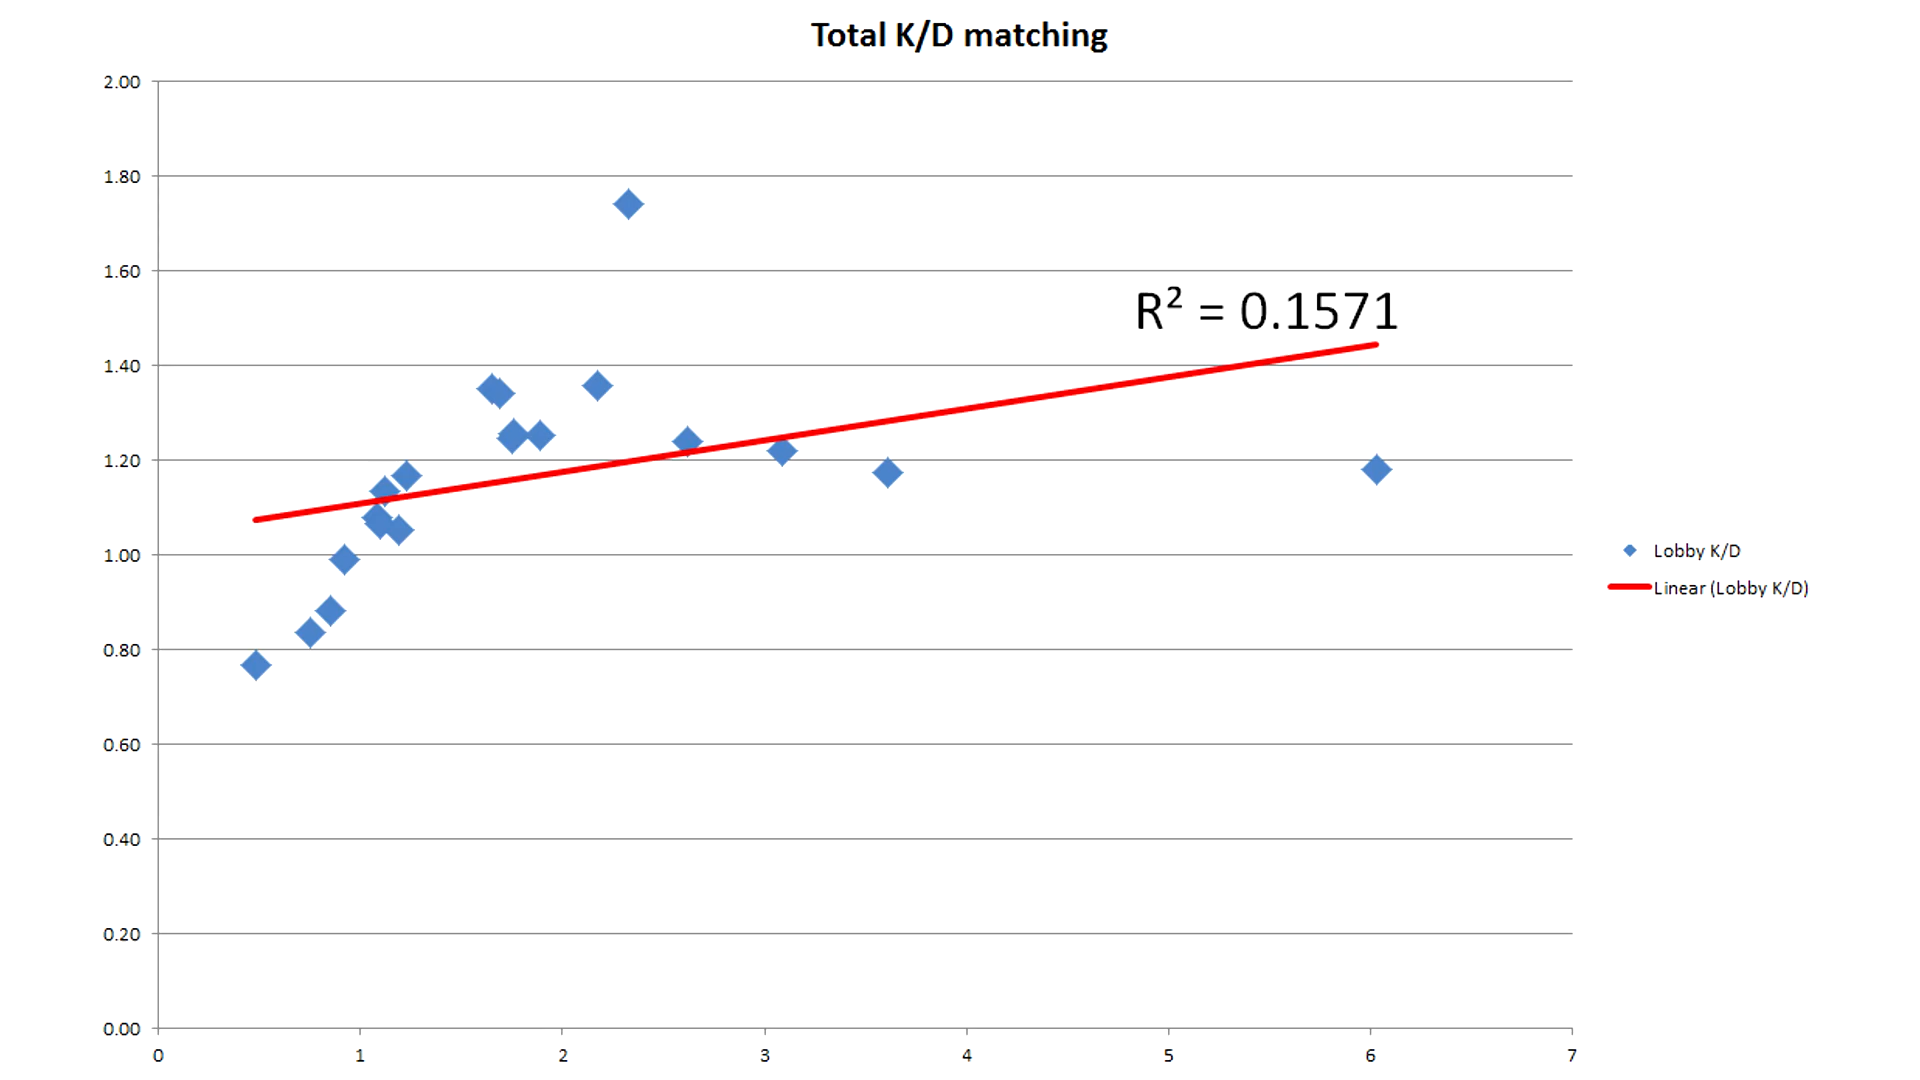 Total K/D matching
2.00
1.80
1.60
R² = 0.1571
1.40
1.20
1.00
Lobby K/D
Linear (Lobby K/D)
0.80
0.60
0.40
0.20
0.00
0 1 2 3 4 5 6 7